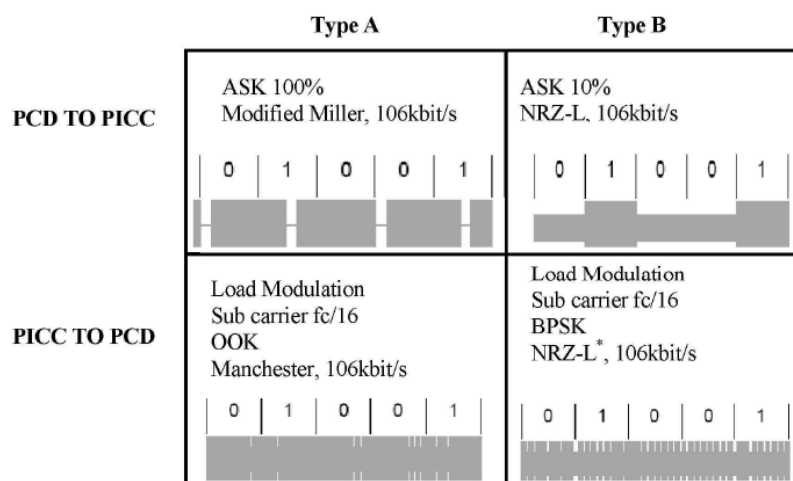 Type A
Type B
PCD TO PICC
ASK 100%
Modified Miller, 106kbit/s
0 1 0 0 1
ASK 10%
NRZ-L, 106kbit/s
0 1 0 0 1
PICC TO PCD
Load Modulation
Sub carrier fc/16
OOK
Manchester, 106kbit/s
0 1 0 0 1
Load Modulation
Sub carrier fc/16
BPSK
NRZ-L*, 106kbit/s
0 1 0 0 1